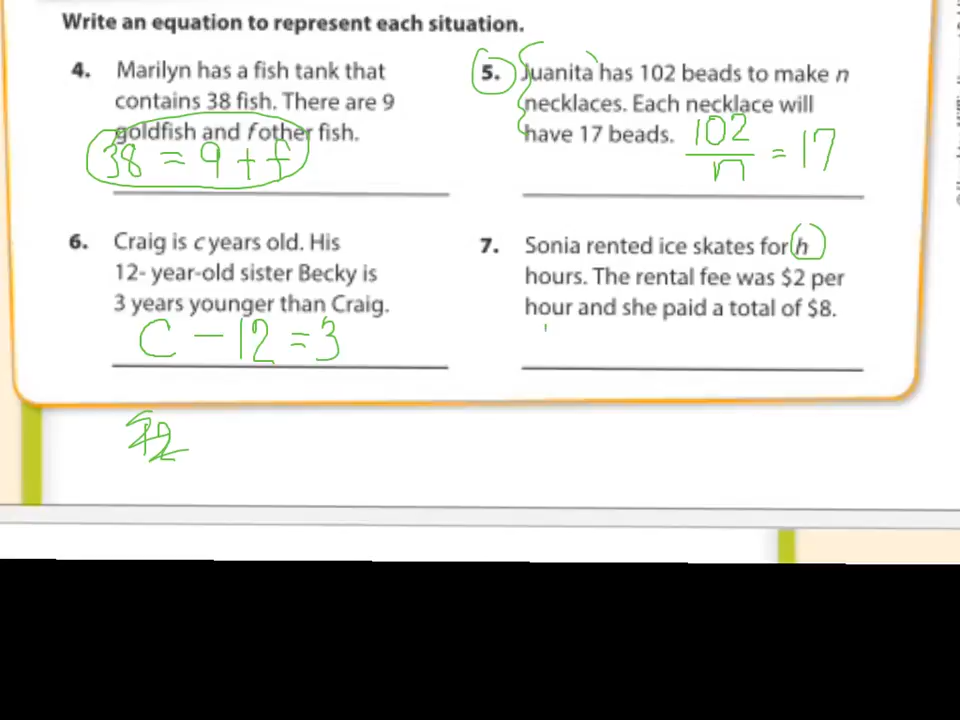 Write an equation to represent each situation.
4. Marilyn has a fish tank that
contains 38 fish. There are 9
goldfish and f other fish.
38 = 9 + f
5. Juanita has 102 beads to make n
necklaces. Each necklace will
have 17 beads.
102/n = 17
6. Craig is c years old. His
12- year-old sister Becky is
3 years younger than Craig.
C - 12 = 3
7. Sonia rented ice skates for h
hours. The rental fee was $2 per
hour and she paid a total of $8.